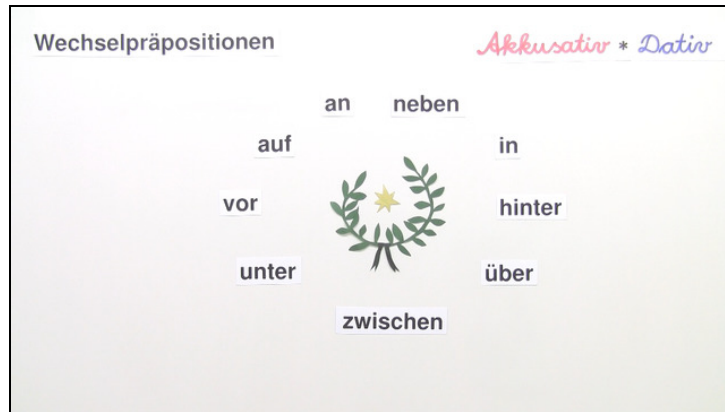 Wechselpräpositionen
Akkusativ * Dativ
an neben
auf in
vor hinter
unter über
zwischen